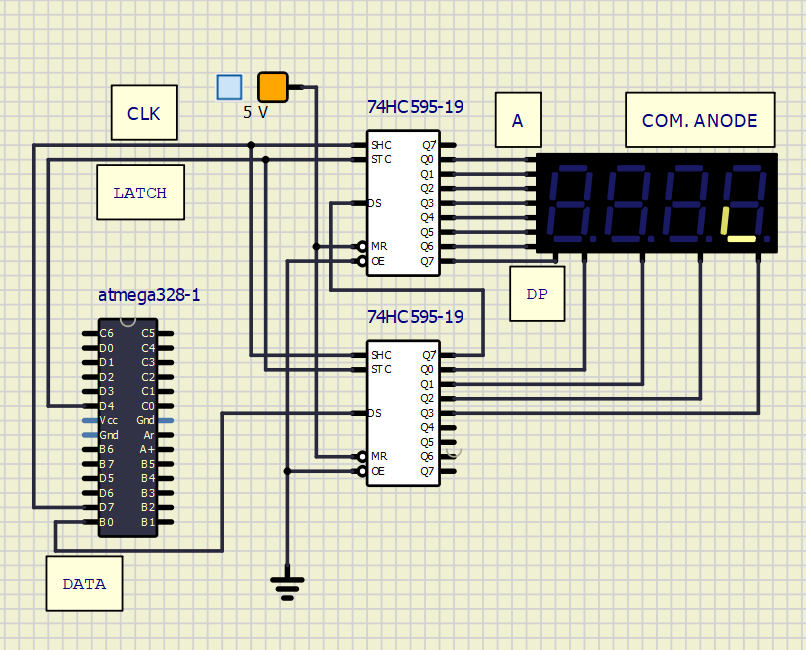 CLK
5 V
74HC595-19
A
COM. ANODE
SHC
STC
DS
MR
OE
Q7
Q0
Q1
Q2
Q3
Q4
Q5
Q6
Q7
LATCH
DP
atmega328-1
C6
D0
D1
D2
D3
D4
Vcc
Gnd
B6
B7
D5
D6
D7
B0
C5
C4
C3
C2
C1
C0
Gnd
Ar
A+
B5
B4
B3
B2
B1
74HC595-19
SHC
STC
DS
MR
OE
Q7
Q0
Q1
Q2
Q3
Q4
Q5
Q6
Q7
DATA